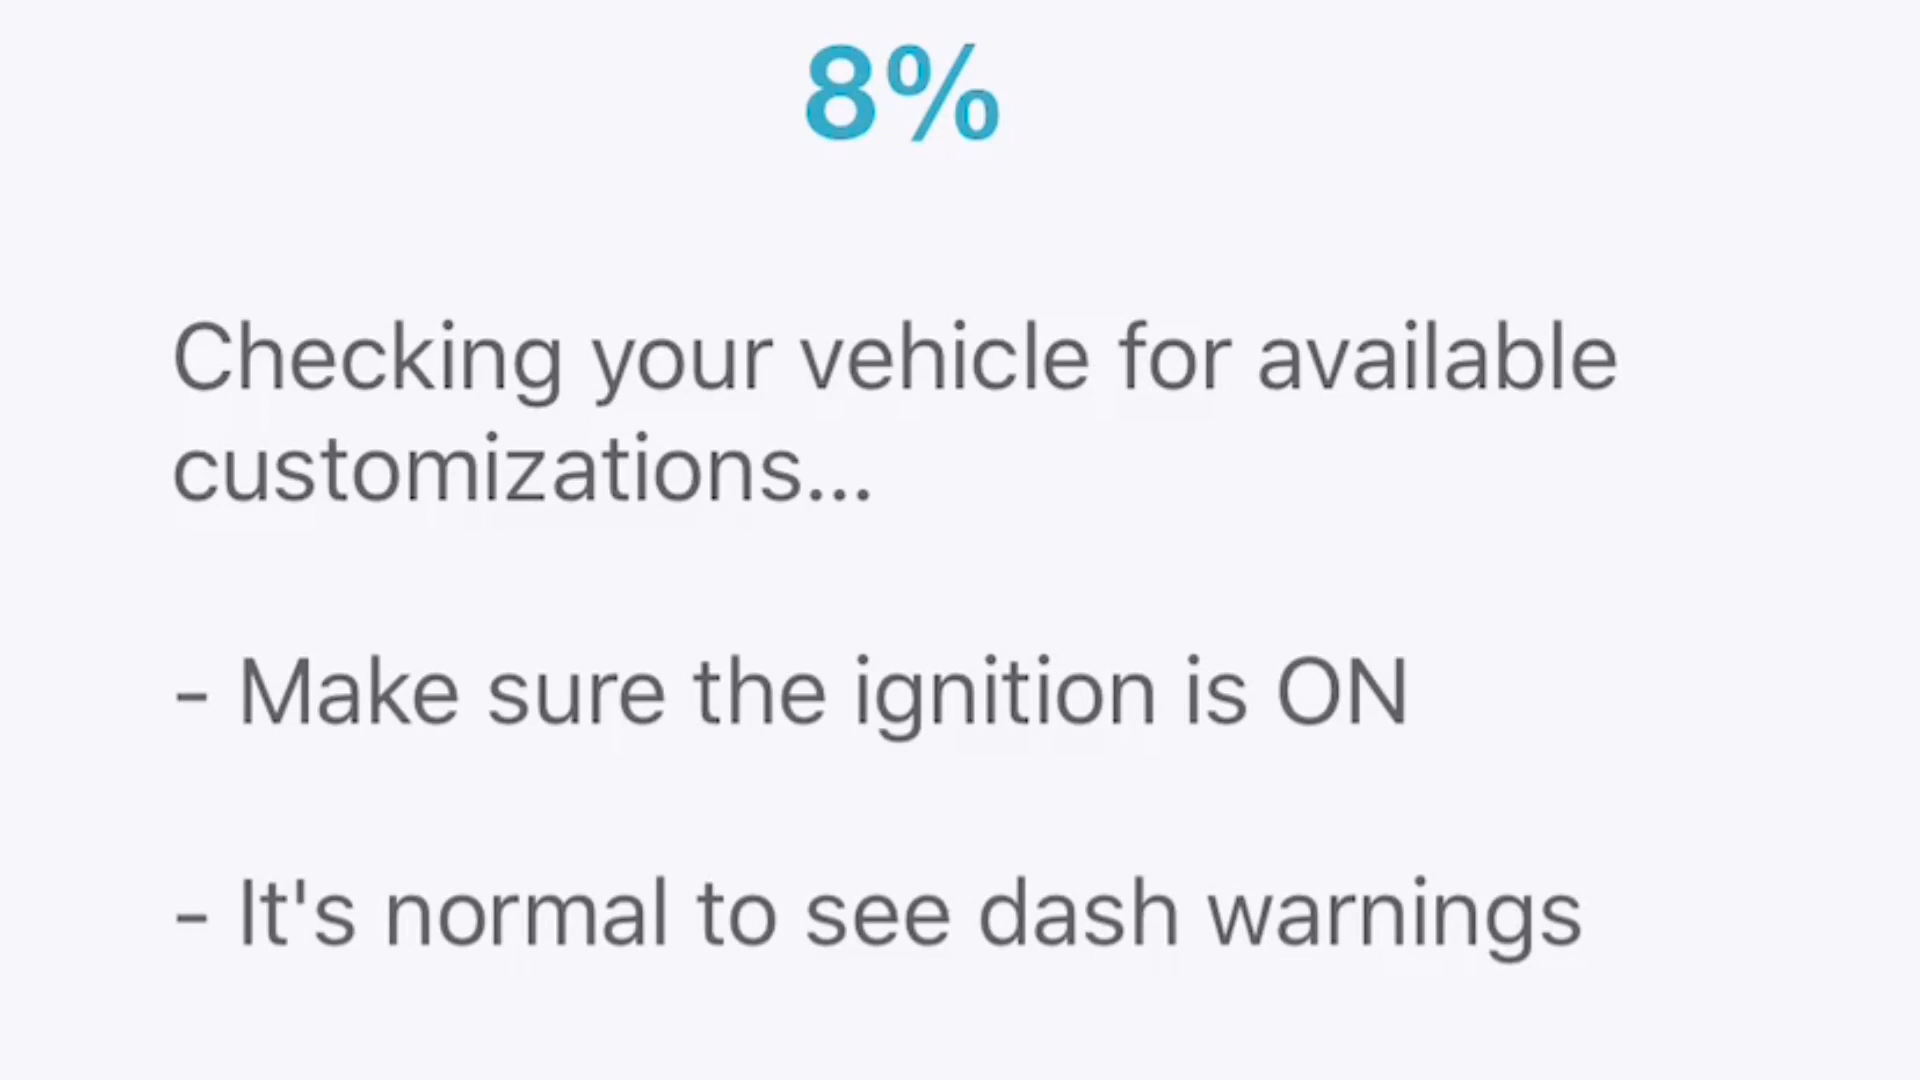 8%
Checking your vehicle for available
customizations...
- Make sure the ignition is ON
- It's normal to see dash warnings